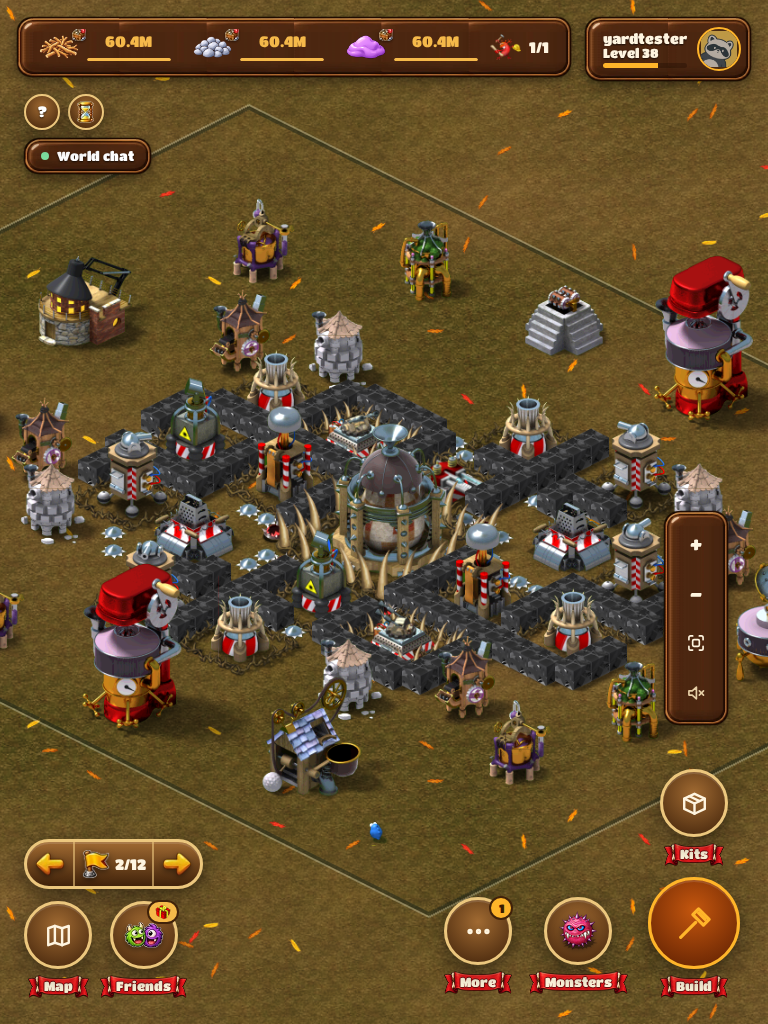 60.4M
60.4M
60.4M
1/1
yardtester
Level 38
?
World chat
2/12
Kits
1
Map
Friends
More
Monsters
Build